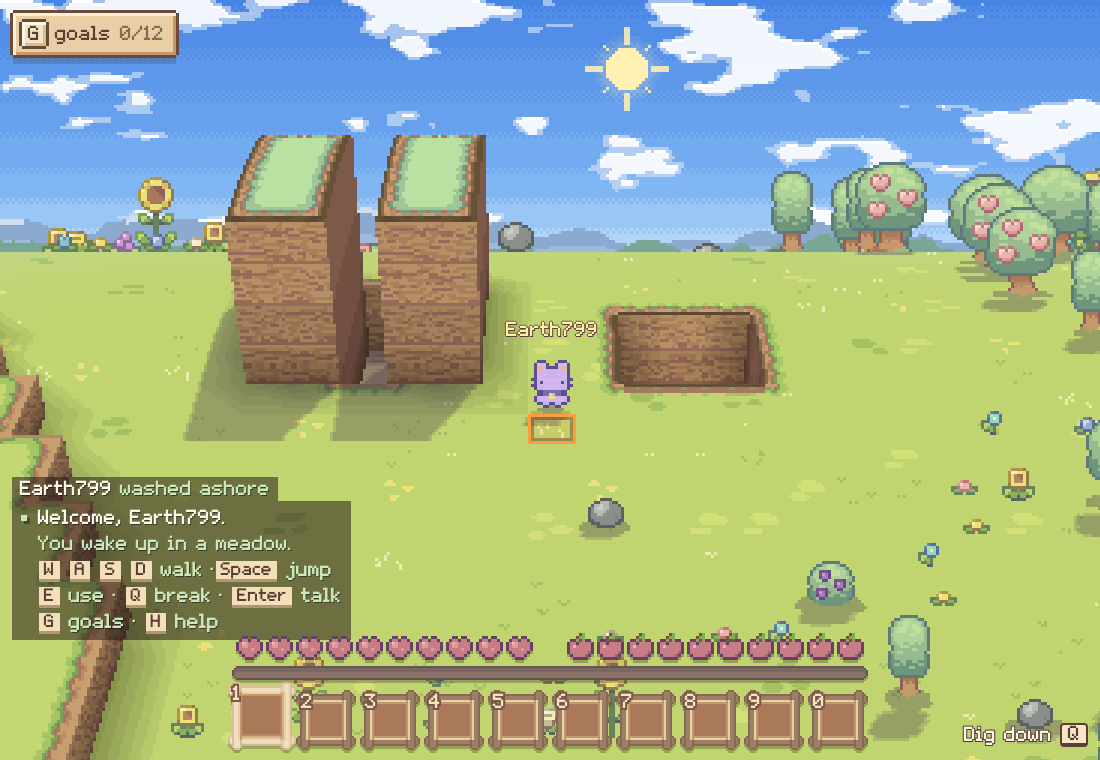 G goals 0/12
Earth799
Earth799 washed ashore
Welcome, Earth799.
You wake up in a meadow.
W A S D walk · Space jump
E use · Q break · Enter talk
G goals · H help
1 2 3 4 5 6 7 8 9 0
Dig down Q